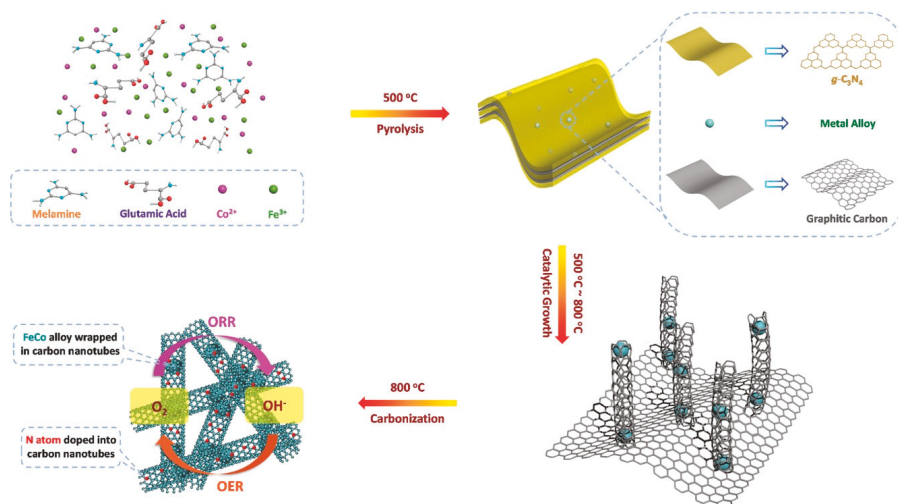 500 °C
Pyrolysis
g-C₃N₄
Metal Alloy
Graphitic Carbon
Melamine
Glutamic Acid
Co²⁺
Fe³⁺
500 °C ~ 800 °C
Catalytic Growth
FeCo alloy wrapped
in carbon nanotubes
ORR
O₂
OH⁻
OER
N atom doped into
carbon nanotubes
800 °C
Carbonization